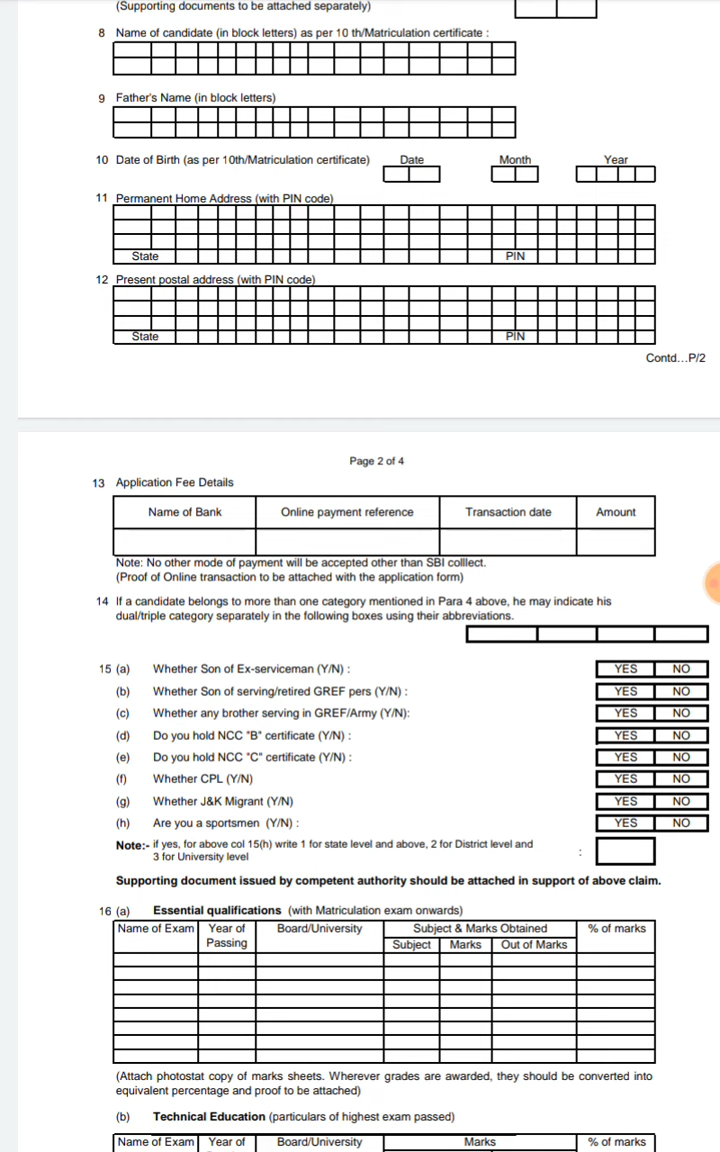 (Supporting documents to be attached separately)
8 Name of candidate (in block letters) as per 10 th/Matriculation certificate :
9 Father's Name (in block letters)
10 Date of Birth (as per 10th/Matriculation certificate) Date Month Year
11 Permanent Home Address (with PIN code)
State PIN
12 Present postal address (with PIN code)
State PIN
Contd...P/2
Page 2 of 4
13 Application Fee Details
Name of Bank Online payment reference Transaction date Amount
Note: No other mode of payment will be accepted other than SBI colllect.
(Proof of Online transaction to be attached with the application form)
14 If a candidate belongs to more than one category mentioned in Para 4 above, he may indicate his
dual/triple category separately in the following boxes using their abbreviations.
15 (a) Whether Son of Ex-serviceman (Y/N) : YES NO
(b) Whether Son of serving/retired GREF pers (Y/N) : YES NO
(c) Whether any brother serving in GREF/Army (Y/N): YES NO
(d) Do you hold NCC "B" certificate (Y/N) : YES NO
(e) Do you hold NCC "C" certificate (Y/N) : YES NO
(f) Whether CPL (Y/N) YES NO
(g) Whether J&K Migrant (Y/N) YES NO
(h) Are you a sportsmen (Y/N) : YES NO
Note:- if yes, for above col 15(h) write 1 for state level and above, 2 for District level and
3 for University level :
Supporting document issued by competent authority should be attached in support of above claim.
16 (a) Essential qualifications (with Matriculation exam onwards)
Name of Exam Year of Board/University Subject & Marks Obtained % of marks
Passing Subject Marks Out of Marks
(Attach photostat copy of marks sheets. Wherever grades are awarded, they should be converted into
equivalent percentage and proof to be attached)
(b) Technical Education (particulars of highest exam passed)
Name of Exam Year of Board/University Marks % of marks